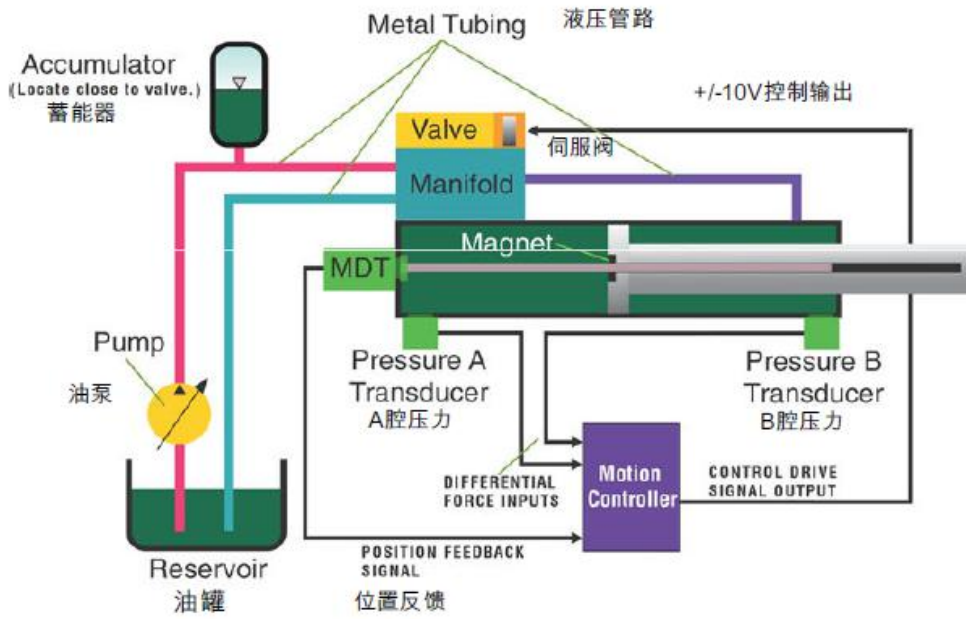 Metal Tubing
液压管路
Accumulator
(Locate close to valve.)
蓄能器
+/-10V控制输出
Valve
伺服阀
Manifold
Magnet
MDT
Pump
油泵
Pressure A
Transducer
A腔压力
Pressure B
Transducer
B腔压力
DIFFERENTIAL
FORCE INPUTS
Motion
Controller
CONTROL DRIVE
SIGNAL OUTPUT
POSITION FEEDBACK
SIGNAL
位置反馈
Reservoir
油罐